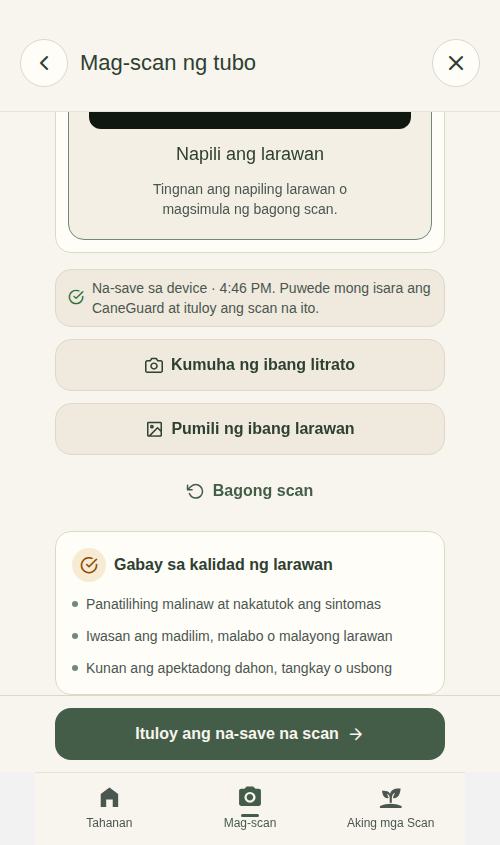 Mag-scan ng tubo
Napili ang larawan
Tingnan ang napiling larawan o
magsimula ng bagong scan.
Na-save sa device · 4:46 PM. Puwede mong isara ang
CaneGuard at ituloy ang scan na ito.
Kumuha ng ibang litrato
Pumili ng ibang larawan
Bagong scan
Gabay sa kalidad ng larawan
Panatilihing malinaw at nakatutok ang sintomas
Iwasan ang madilim, malabo o malayong larawan
Kunan ang apektadong dahon, tangkay o usbong
Ituloy ang na-save na scan
Tahanan
Mag-scan
Aking mga Scan